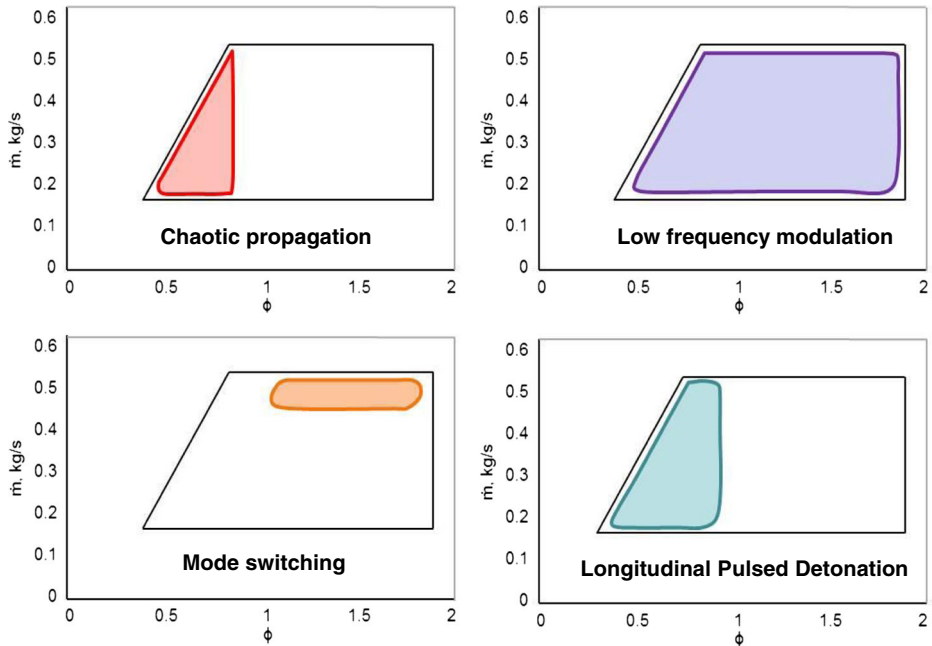 0.6
0.5
0.4
0.3
0.2
0.1
0
ṁ, kg/s
Chaotic propagation
0 0.5 1 1.5 2
ϕ
0.6
0.5
0.4
0.3
0.2
0.1
0
ṁ, kg/s
Low frequency modulation
0 0.5 1 1.5 2
ϕ
0.6
0.5
0.4
0.3
0.2
0.1
0
ṁ, kg/s
Mode switching
0 0.5 1 1.5 2
ϕ
0.6
0.5
0.4
0.3
0.2
0.1
0
ṁ, kg/s
Longitudinal Pulsed Detonation
0 0.5 1 1.5 2
ϕ